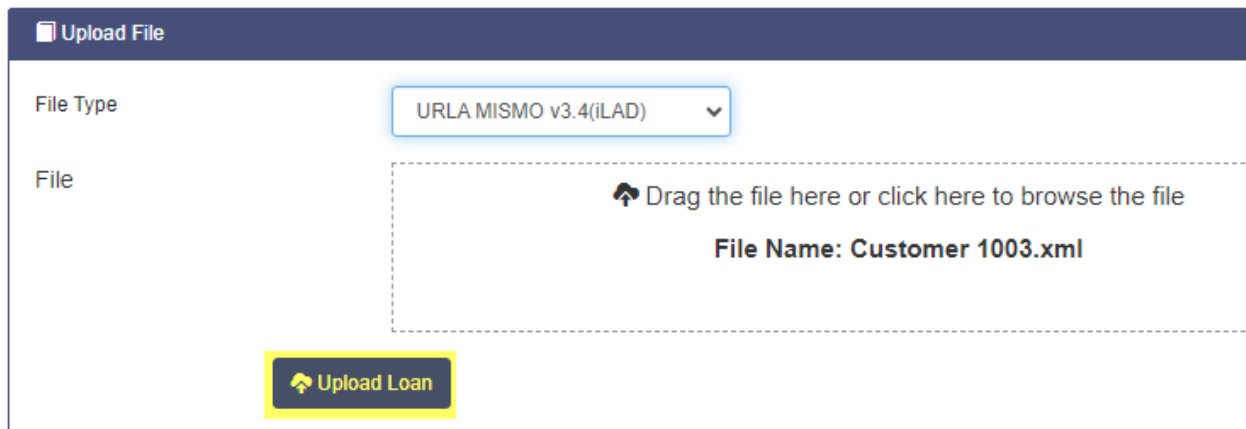 Upload File
File Type
URLA MISMO v3.4(iLAD)
File
Drag the file here or click here to browse the file
File Name: Customer 1003.xml
Upload Loan